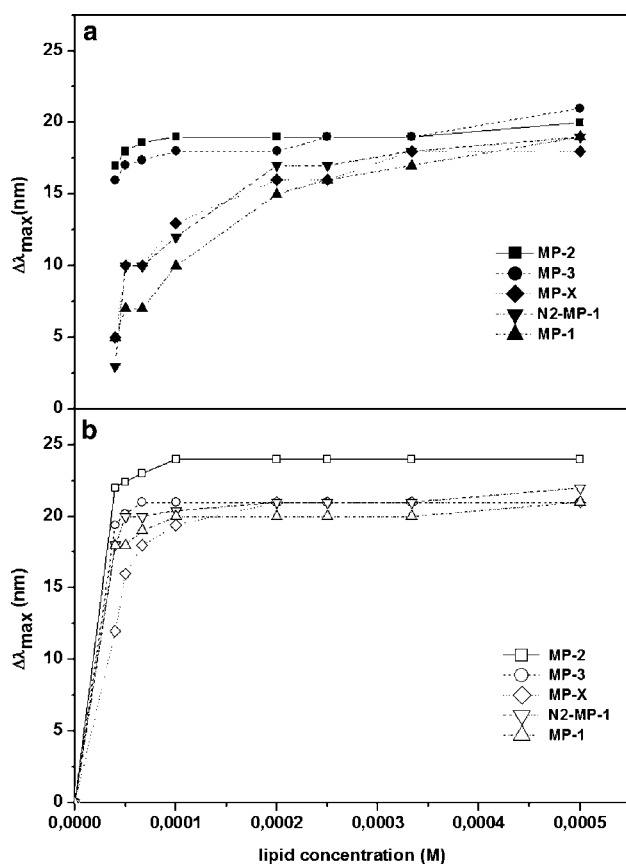 a
25
20
15
10
5
0
Δλmax(nm)
MP-2
MP-3
MP-X
N2-MP-1
MP-1
b
25
20
15
10
5
0
Δλmax(nm)
MP-2
MP-3
MP-X
N2-MP-1
MP-1
0,0000 0,0001 0,0002 0,0003 0,0004 0,0005
lipid concentration (M)